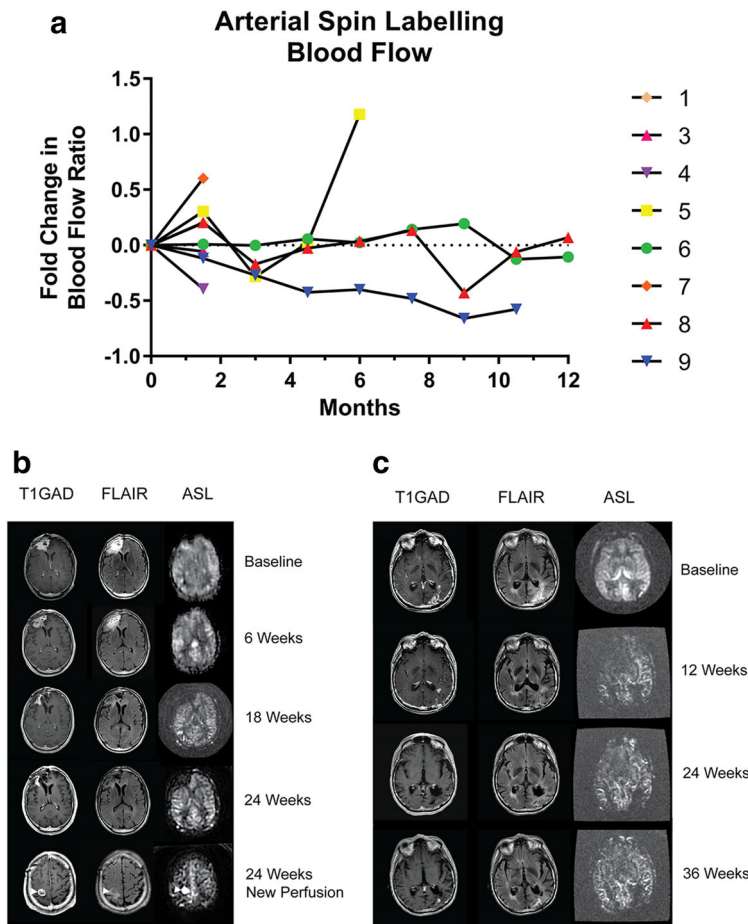 a
Arterial Spin Labelling
Blood Flow
Fold Change in
Blood Flow Ratio
1.5
1.0
0.5
0.0
-0.5
-1.0
0
2
4
6
8
10
12
Months
1
3
4
5
6
7
8
9
b
T1GAD FLAIR ASL
Baseline
6 Weeks
18 Weeks
24 Weeks
24 Weeks
New Perfusion
c
T1GAD FLAIR ASL
Baseline
12 Weeks
24 Weeks
36 Weeks